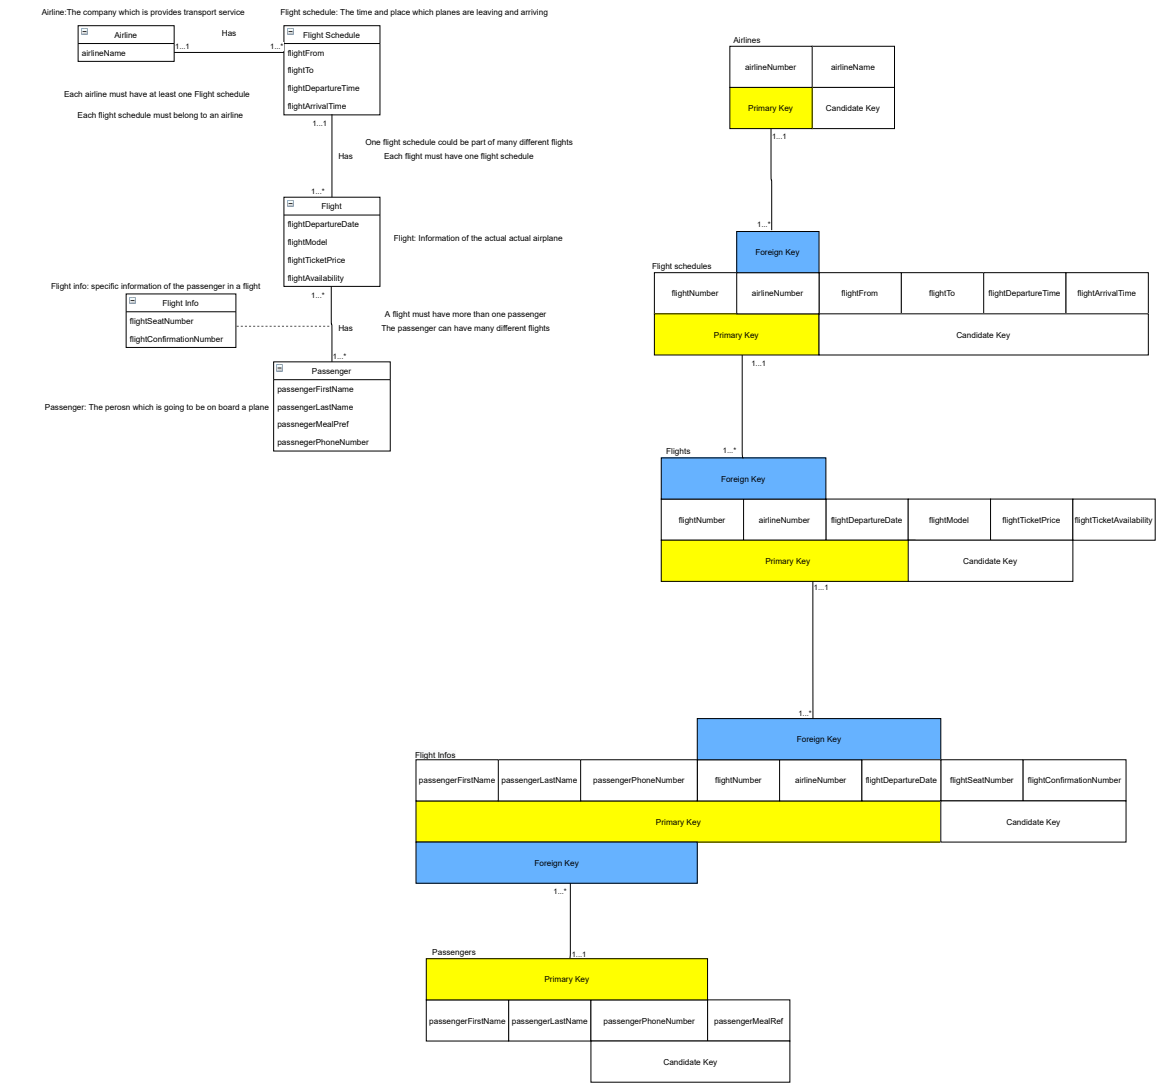 Airline:The company which is provides transport service
Flight schedule: The time and place which planes are leaving and arriving
Airline
airlineName
Has
1...1
1...*
Flight Schedule
flightFrom
flightTo
flightDepartureTime
flightArrivalTime
Each airline must have at least one Flight schedule
Each flight schedule must belong to an airline
1...1
Has
One flight schedule could be part of many different flights
Each flight must have one flight schedule
1...*
Flight
flightDepartureDate
flightModel
flightTicketPrice
flightAvailability
Flight: Information of the actual actual airplane
Flight info: specific information of the passenger in a flight
Flight Info
flightSeatNumber
flightConfirmationNumber
1...*
Has
A flight must have more than one passenger
The passenger can have many different flights
1...*
Passenger
passengerFirstName
passengerLastName
passnegerMealPref
passnegerPhoneNumber
Passenger: The perosn which is going to be on board a plane
Airlines
airlineNumber
airlineName
Primary Key
Candidate Key
1...1
1...*
Foreign Key
Flight schedules
flightNumber
airlineNumber
flightFrom
flightTo
flightDepartureTime
flightArrivalTime
Primary Key
Candidate Key
1...1
1...*
Flights
Foreign Key
flightNumber
airlineNumber
flightDepartureDate
flightModel
flightTicketPrice
flightTicketAvailability
Primary Key
Candidate Key
1...1
1...*
Foreign Key
Flight Infos
passengerFirstName
passengerLastName
passengerPhoneNumber
flightNumber
airlineNumber
flightDepartureDate
flightSeatNumber
flightConfirmationNumber
Primary Key
Candidate Key
Foreign Key
1...*
1...1
Passengers
Primary Key
passengerFirstName
passengerLastName
passengerPhoneNumber
passengerMealRef
Candidate Key